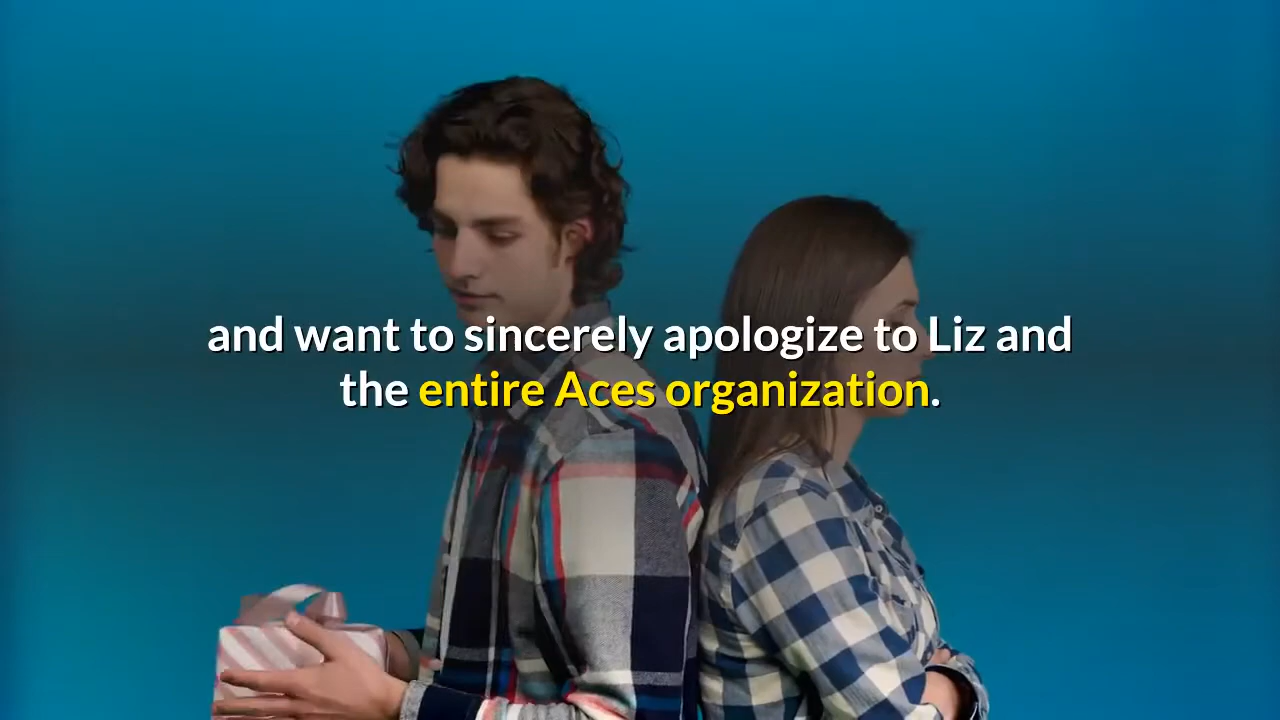 and want to sincerely apologize to Liz and
the entire Aces organization.